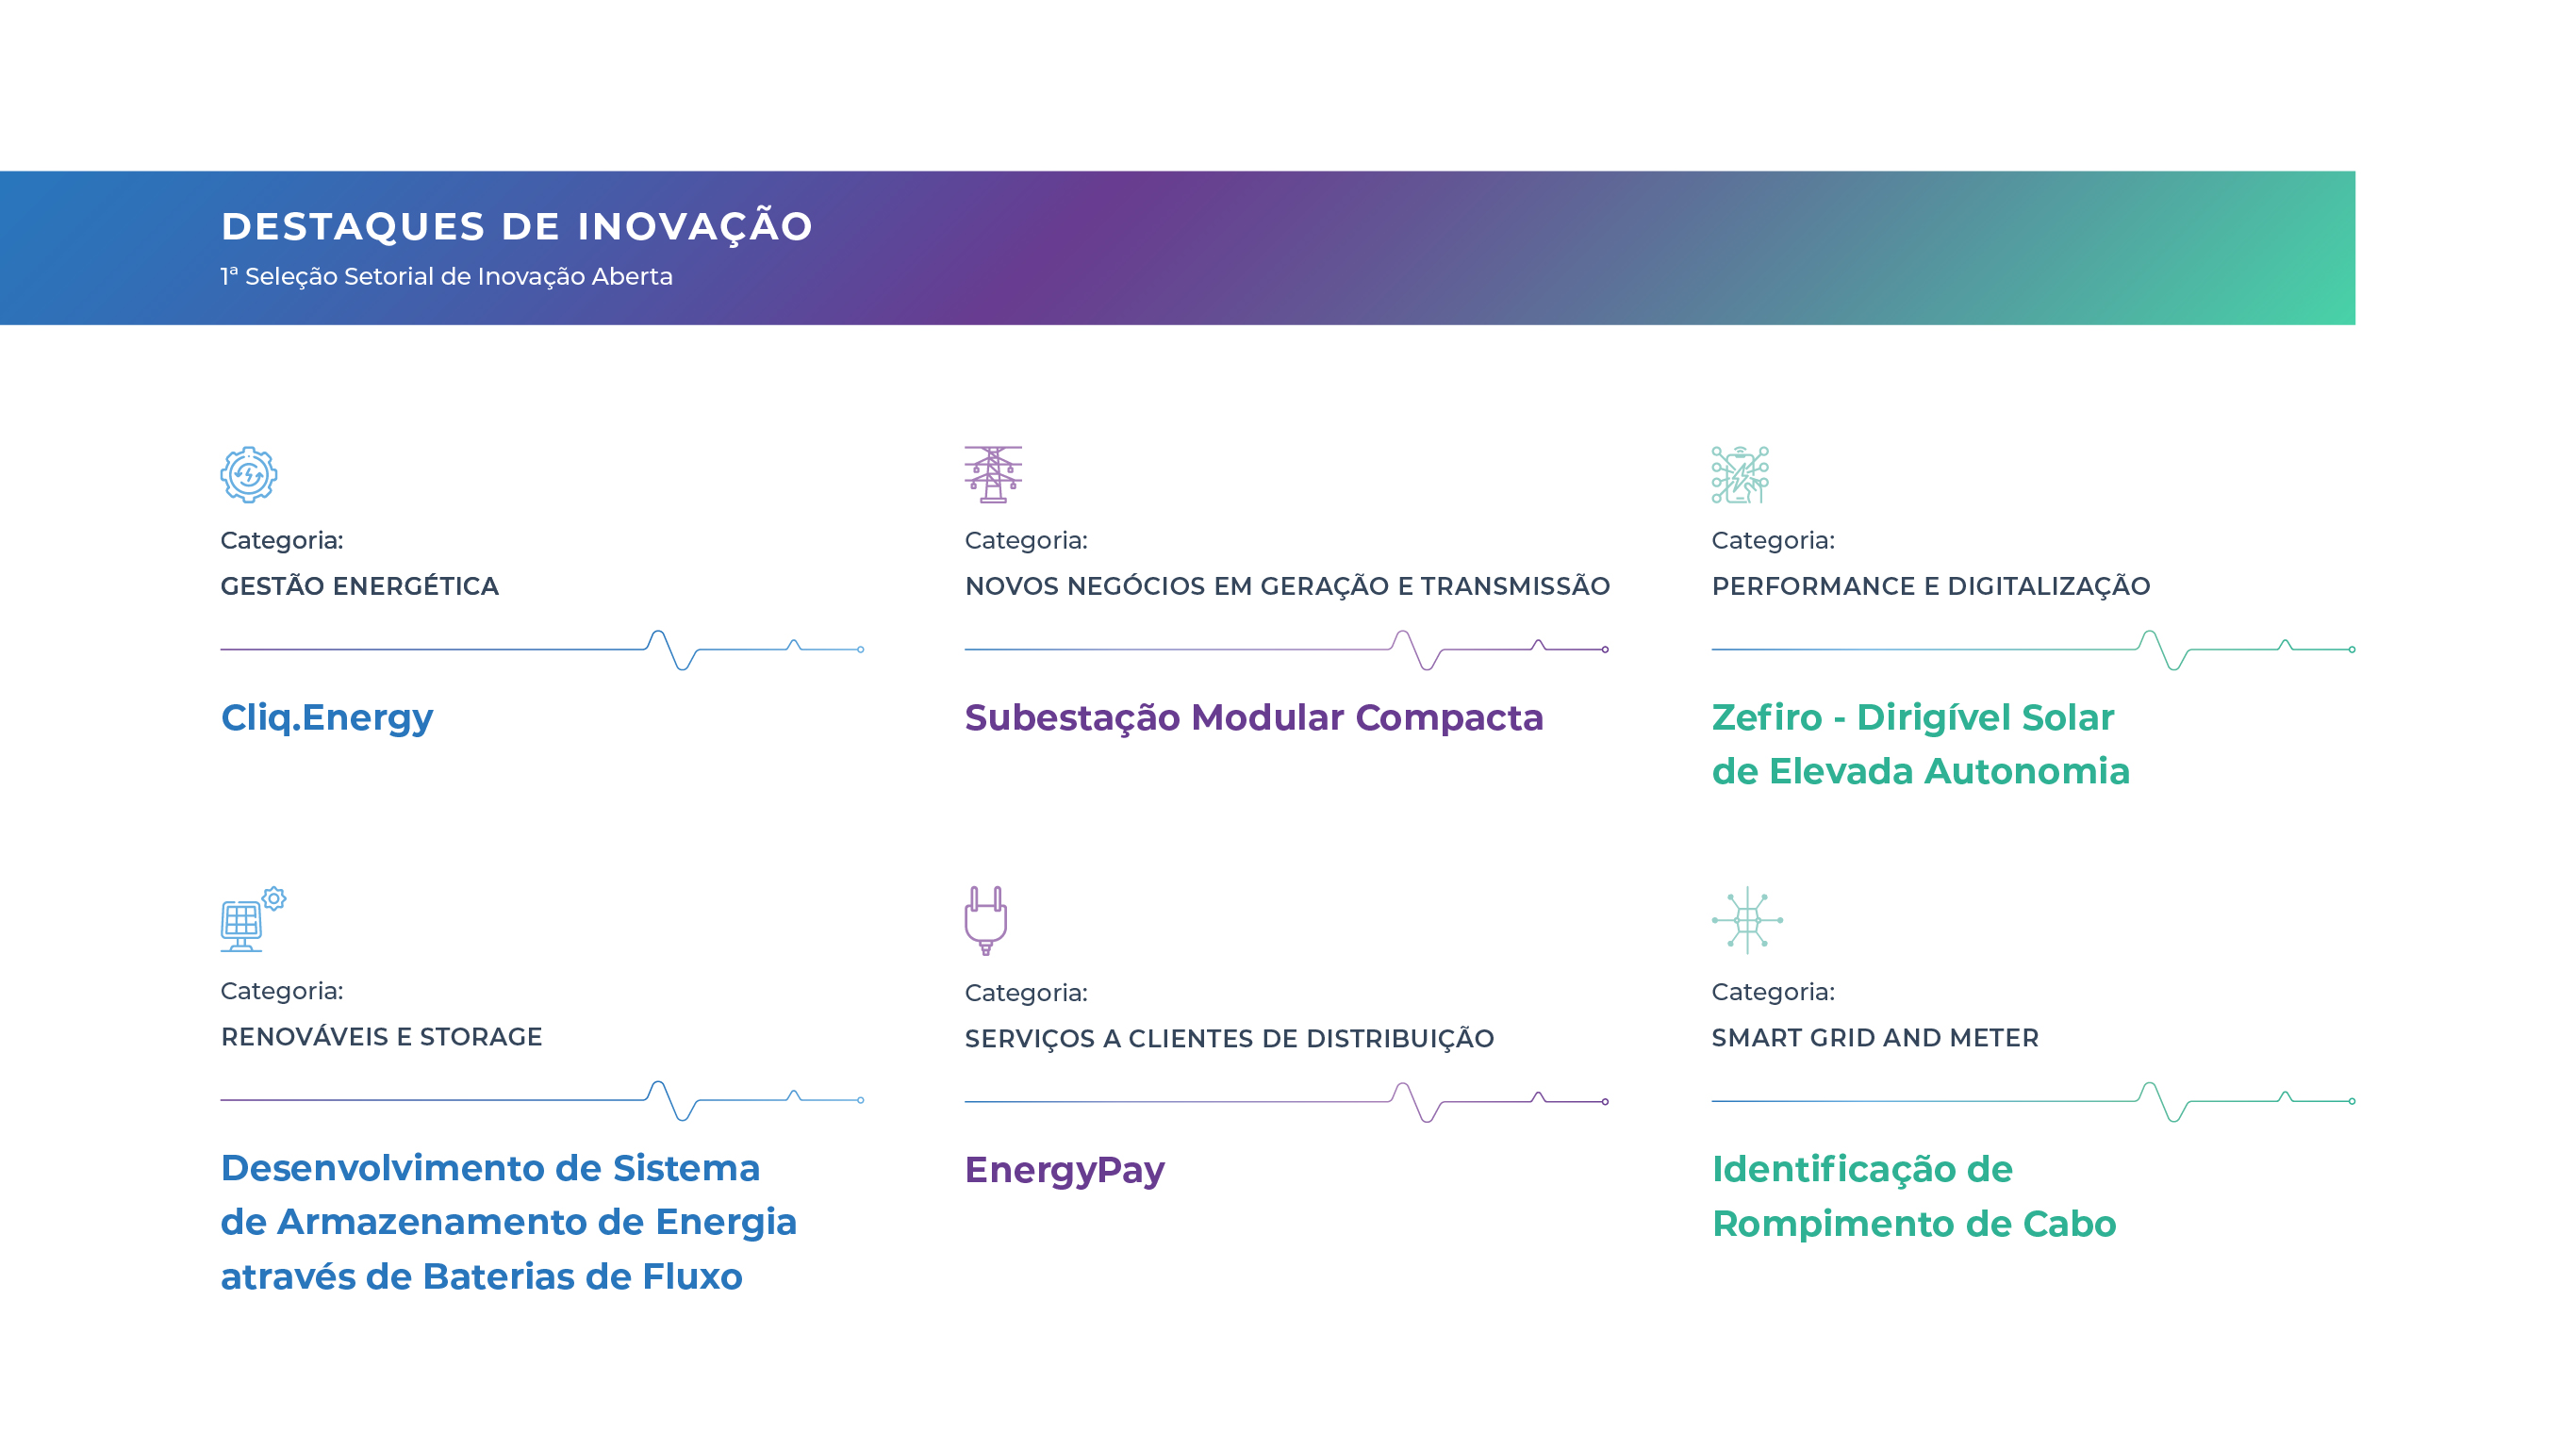 DESTAQUES DE INOVAÇÃO
1ª Seleção Setorial de Inovação Aberta
Categoria:
GESTÃO ENERGÉTICA
Cliq.Energy
Categoria:
NOVOS NEGÓCIOS EM GERAÇÃO E TRANSMISSÃO
Subestação Modular Compacta
Categoria:
PERFORMANCE E DIGITALIZAÇÃO
Zefiro - Dirigível Solar
de Elevada Autonomia
Categoria:
RENOVÁVEIS E STORAGE
Desenvolvimento de Sistema
de Armazenamento de Energia
através de Baterias de Fluxo
Categoria:
SERVIÇOS A CLIENTES DE DISTRIBUIÇÃO
EnergyPay
Categoria:
SMART GRID AND METER
Identificação de
Rompimento de Cabo